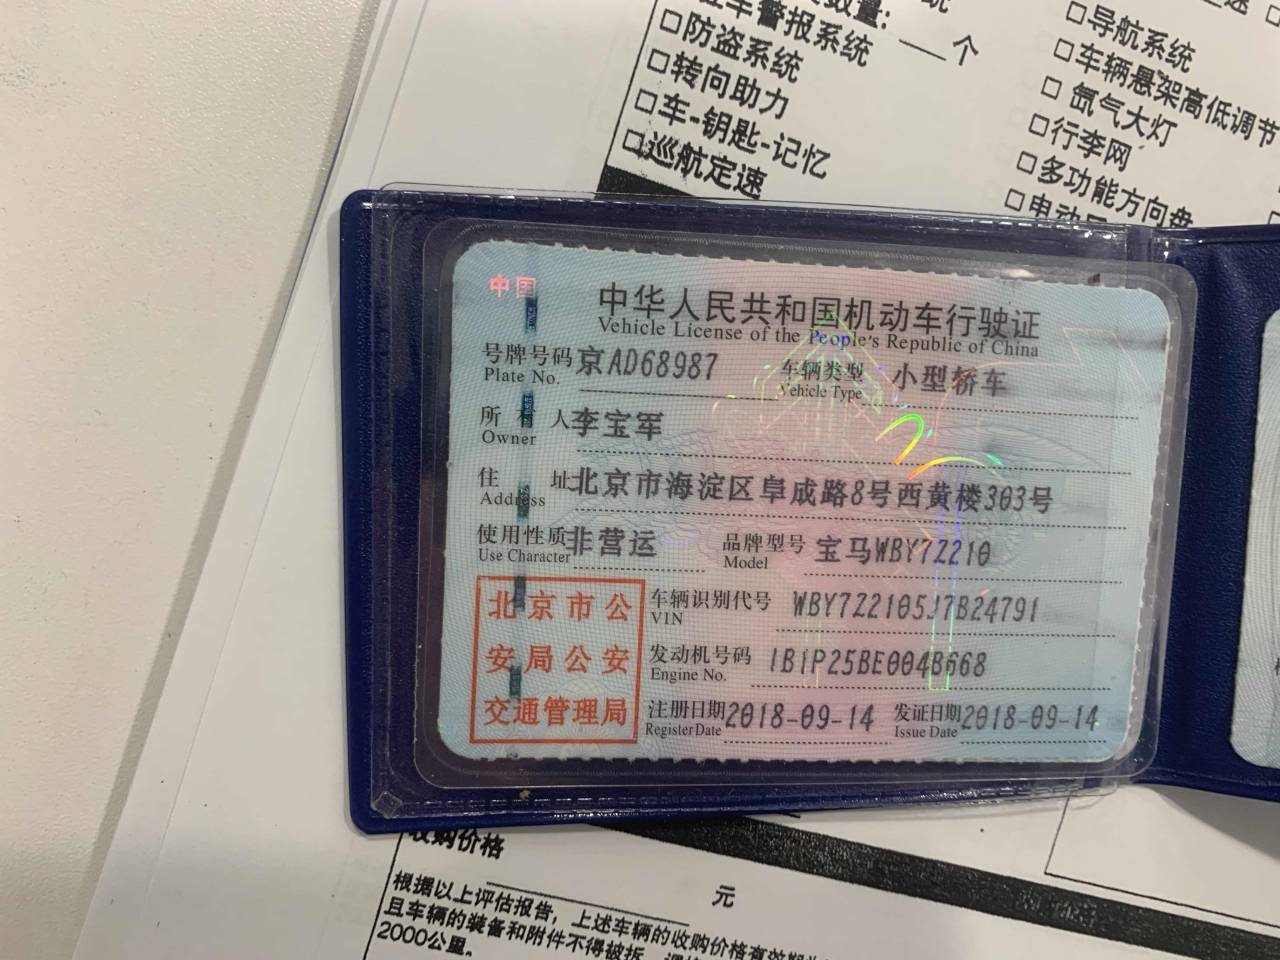 个
车警报系统
□防盗系统
□转向助力
□车-钥匙-记忆
□巡航定速
□导航系统
□车辆悬架高低调节
□氙气大灯
□行李网
□多功能方向盘
中国
中华人民共和国机动车行驶证
Vehicle License of the People's Republic of China
号牌号码 京AD68987 车辆类型 小型轿车
Plate No. Vehicle Type
所有人 李宝军
Owner
住址 北京市海淀区阜成路8号西黄楼303号
Address
使用性质 非营运 品牌型号 宝马WBY7Z210
Use Character Model
北京市公
安局公安
交通管理局
车辆识别代号 WBY7Z2105J7B24791
VIN
发动机号码 IB1P25BE004B668
Engine No.
注册日期 2018-09-14 发证日期 2018-09-14
Register Date Issue Date
收购价格
元
根据以上评估报告，上述车辆的收购价格有效期
且车辆的装备和附件不得被拆
2000公里。